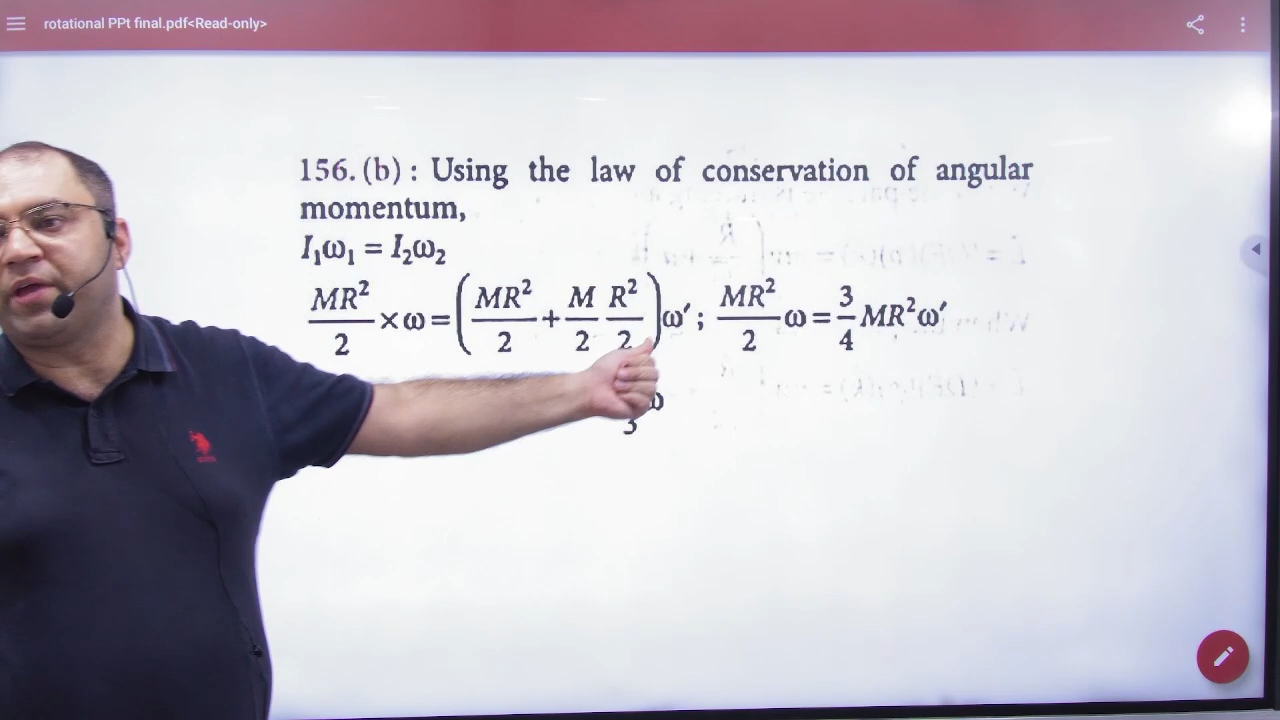 rotational PPt final.pdf<Read-only>
156. (b) : Using the law of conservation of angular
momentum,
I₁ω₁ = I₂ω₂
MR²/2 × ω = (MR²/2 + M/2 R²/2)ω′ ; MR²/2 ω = 3/4 MR²ω′
3 ω